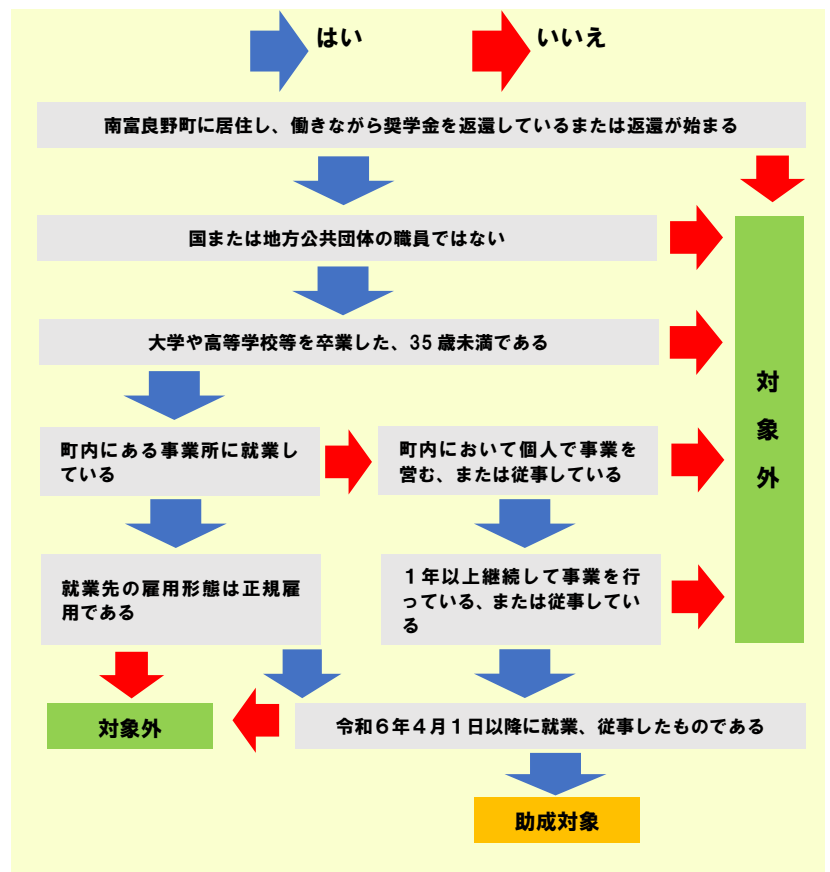 はい
いいえ
南富良野町に居住し、働きながら奨学金を返還しているまたは返還が始まる
国または地方公共団体の職員ではない
大学や高等学校等を卒業した、35歳未満である
町内にある事業所に就業し
ている
町内において個人で事業を
営む、または従事している
対象外
就業先の雇用形態は正規雇
用である
１年以上継続して事業を行
っている、または従事してい
る
対象外
令和６年４月１日以降に就業、従事したものである
助成対象